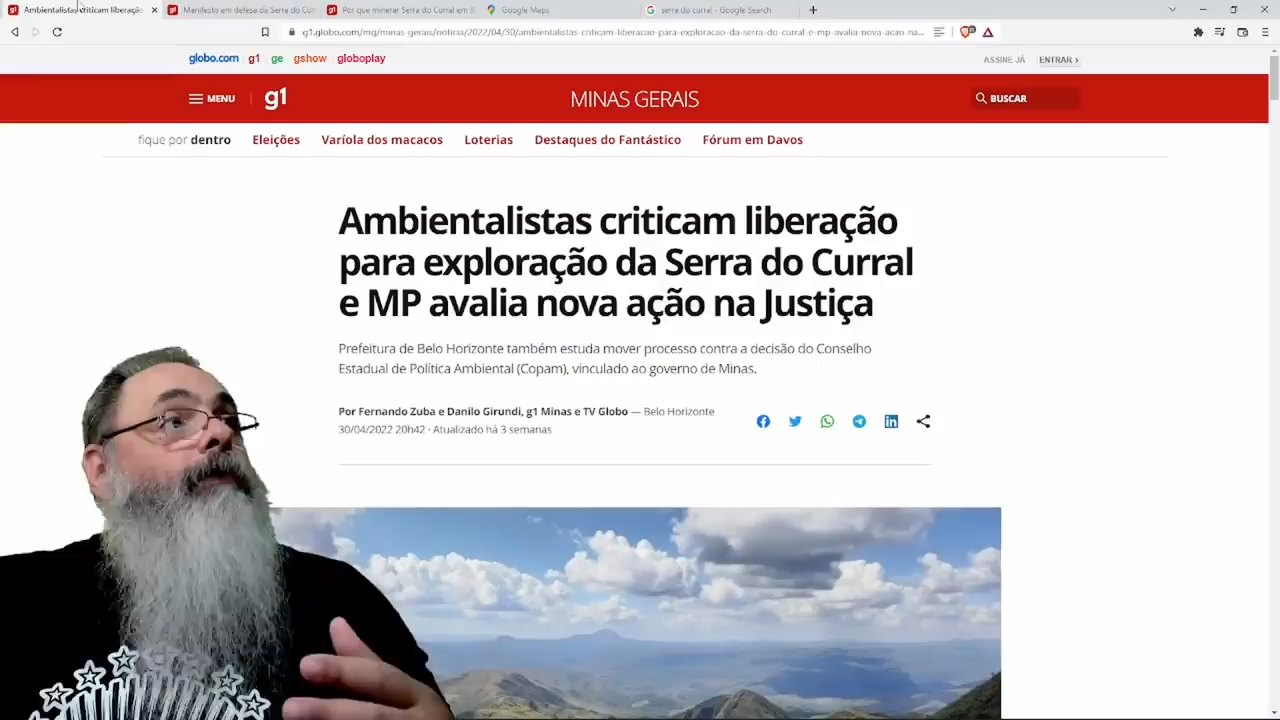 Ambientalistas criticam liberação
Manifesto em defesa da Serra do Cur
Por que minerar Serra do Curral em
Google Maps
serra do curral - Google Search
g1.globo.com/mg/minas-gerais/noticia/2022/04/30/ambientalistas-criticam-liberacao-para-exploracao-da-serra-do-curral-e-mp-avalia-nova-acao-na...
globo.com g1 ge gshow globoplay
ASSINE JÁ ENTRAR ›
MENU g1 MINAS GERAIS BUSCAR
fique por dentro Eleições Varíola dos macacos Loterias Destaques do Fantástico Fórum em Davos
Ambientalistas criticam liberação
para exploração da Serra do Curral
e MP avalia nova ação na Justiça
Prefeitura de Belo Horizonte também estuda mover processo contra a decisão do Conselho
Estadual de Política Ambiental (Copam), vinculado ao governo de Minas.
Por Fernando Zuba e Danilo Girundi, g1 Minas e TV Globo — Belo Horizonte
30/04/2022 20h42 · Atualizado há 3 semanas